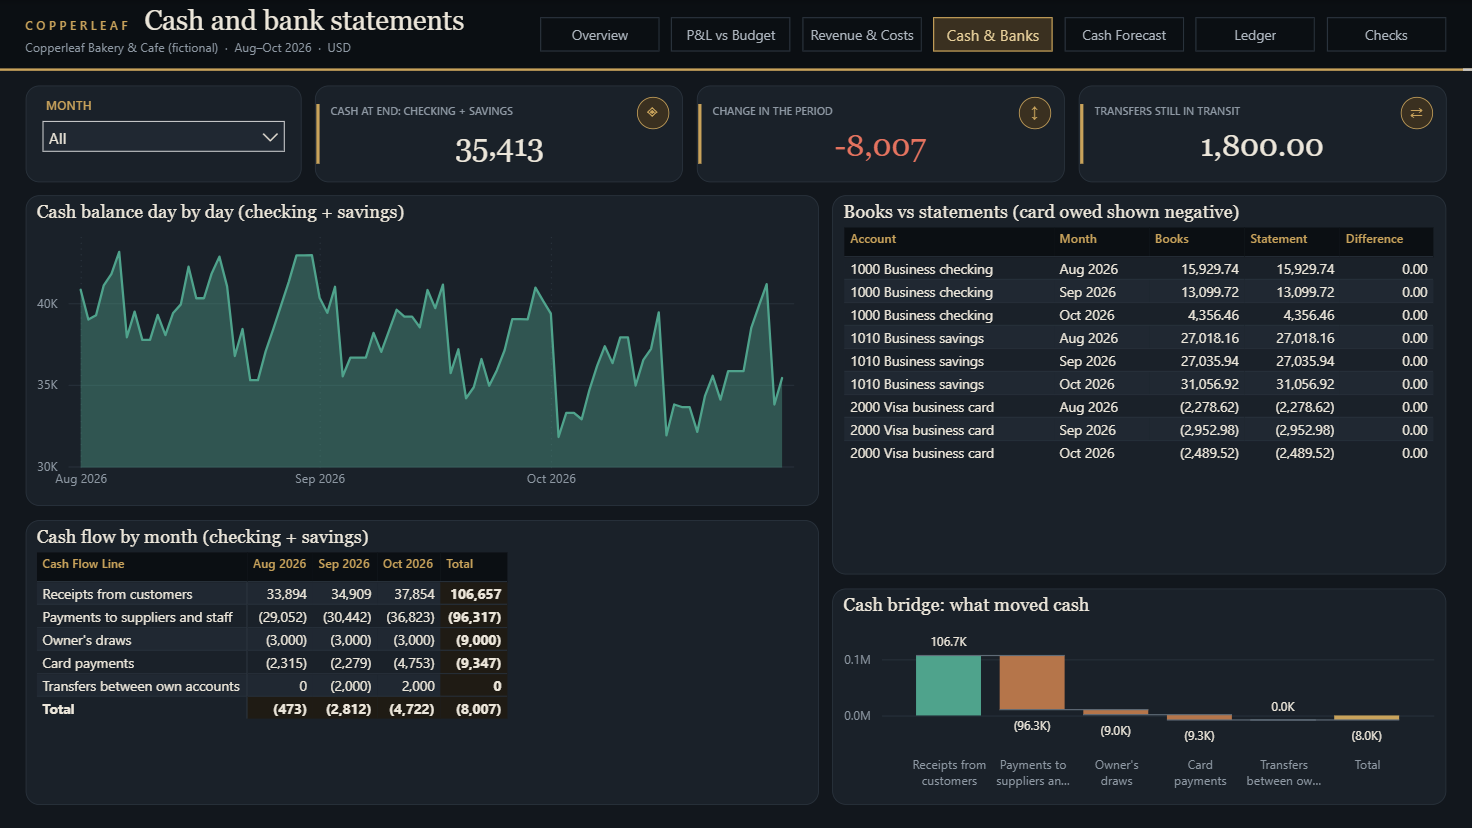 COPPERLEAF Cash and bank statements
Copperleaf Bakery & Cafe (fictional) · Aug–Oct 2026 · USD
Overview
P&L vs Budget
Revenue & Costs
Cash & Banks
Cash Forecast
Ledger
Checks
MONTH
All
CASH AT END: CHECKING + SAVINGS
35,413
CHANGE IN THE PERIOD
-8,007
TRANSFERS STILL IN TRANSIT
1,800.00
Cash balance day by day (checking + savings)
40K
35K
30K
Aug 2026 Sep 2026 Oct 2026
Books vs statements (card owed shown negative)
Account Month Books Statement Difference
1000 Business checking Aug 2026 15,929.74 15,929.74 0.00
1000 Business checking Sep 2026 13,099.72 13,099.72 0.00
1000 Business checking Oct 2026 4,356.46 4,356.46 0.00
1010 Business savings Aug 2026 27,018.16 27,018.16 0.00
1010 Business savings Sep 2026 27,035.94 27,035.94 0.00
1010 Business savings Oct 2026 31,056.92 31,056.92 0.00
2000 Visa business card Aug 2026 (2,278.62) (2,278.62) 0.00
2000 Visa business card Sep 2026 (2,952.98) (2,952.98) 0.00
2000 Visa business card Oct 2026 (2,489.52) (2,489.52) 0.00
Cash flow by month (checking + savings)
Cash Flow Line Aug 2026 Sep 2026 Oct 2026 Total
Receipts from customers 33,894 34,909 37,854 106,657
Payments to suppliers and staff (29,052) (30,442) (36,823) (96,317)
Owner's draws (3,000) (3,000) (3,000) (9,000)
Card payments (2,315) (2,279) (4,753) (9,347)
Transfers between own accounts 0 (2,000) 2,000 0
Total (473) (2,812) (4,722) (8,007)
Cash bridge: what moved cash
0.1M
0.0M
106.7K
(96.3K)
(9.0K)
(9.3K)
0.0K
(8.0K)
Receipts from
customers
Payments to
suppliers an...
Owner's
draws
Card
payments
Transfers
between ow...
Total